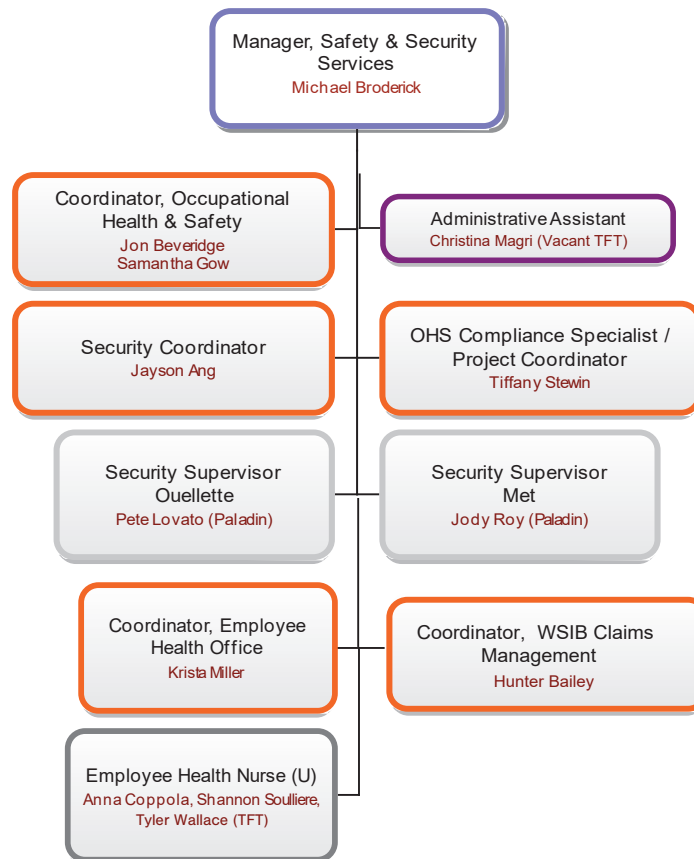 Manager, Safety & Security
Services
Michael Broderick
Coordinator, Occupational
Health & Safety
Jon Beveridge
Samantha Gow
Administrative Assistant
Christina Magri (Vacant TFT)
Security Coordinator
Jayson Ang
OHS Compliance Specialist /
Project Coordinator
Tiffany Stewin
Security Supervisor
Ouellette
Pete Lovato (Paladin)
Security Supervisor
Met
Jody Roy (Paladin)
Coordinator, Employee
Health Office
Krista Miller
Coordinator, WSIB Claims
Management
Hunter Bailey
Employee Health Nurse (U)
Anna Coppola, Shannon Soulliere,
Tyler Wallace (TFT)